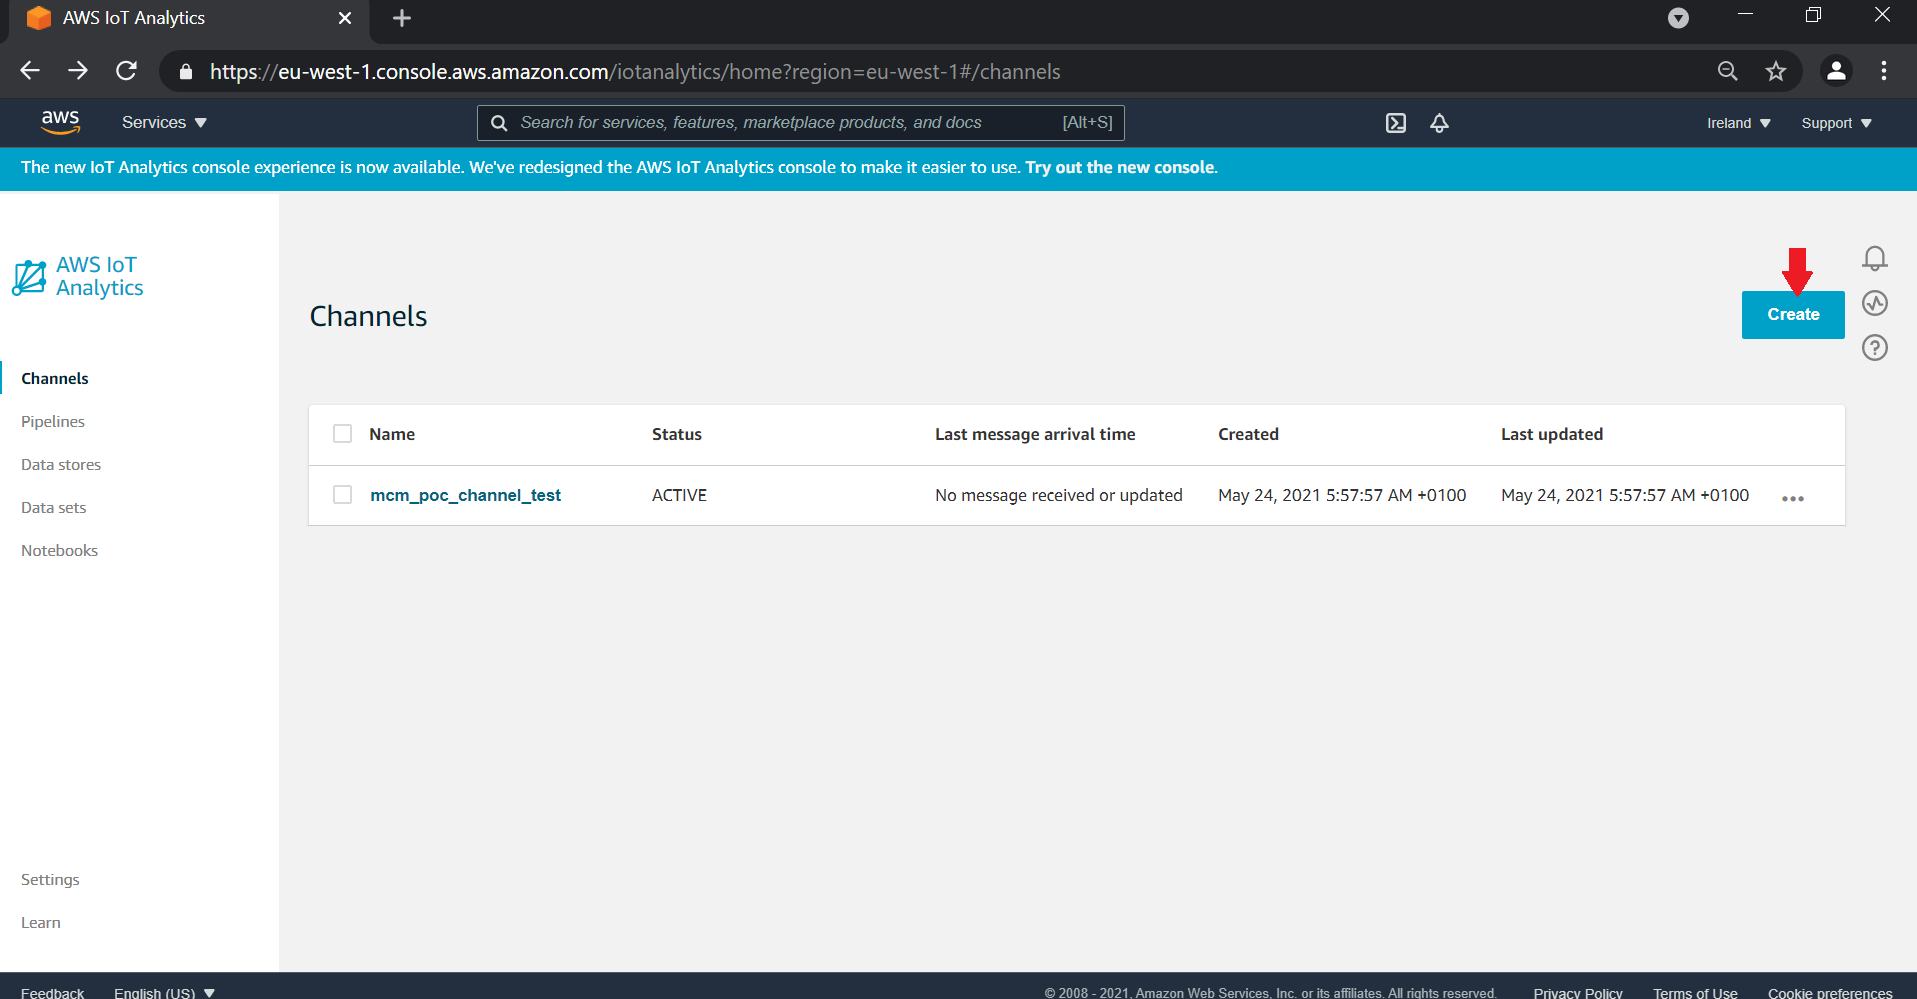 AWS IoT Analytics
https://eu-west-1.console.aws.amazon.com/iotanalytics/home?region=eu-west-1#/channels
aws Services Search for services, features, marketplace products, and docs [Alt+S] Ireland Support
The new IoT Analytics console experience is now available. We've redesigned the AWS IoT Analytics console to make it easier to use. Try out the new console.
AWS IoT
Analytics
Channels
Create
Channels
Pipelines
Data stores
Data sets
Notebooks
Name Status Last message arrival time Created Last updated
mcm_poc_channel_test ACTIVE No message received or updated May 24, 2021 5:57:57 AM +0100 May 24, 2021 5:57:57 AM +0100
Settings
Learn
Feedback English (US) © 2008 - 2021, Amazon Web Services, Inc. or its affiliates. All rights reserved. Privacy Policy Terms of Use Cookie preferences